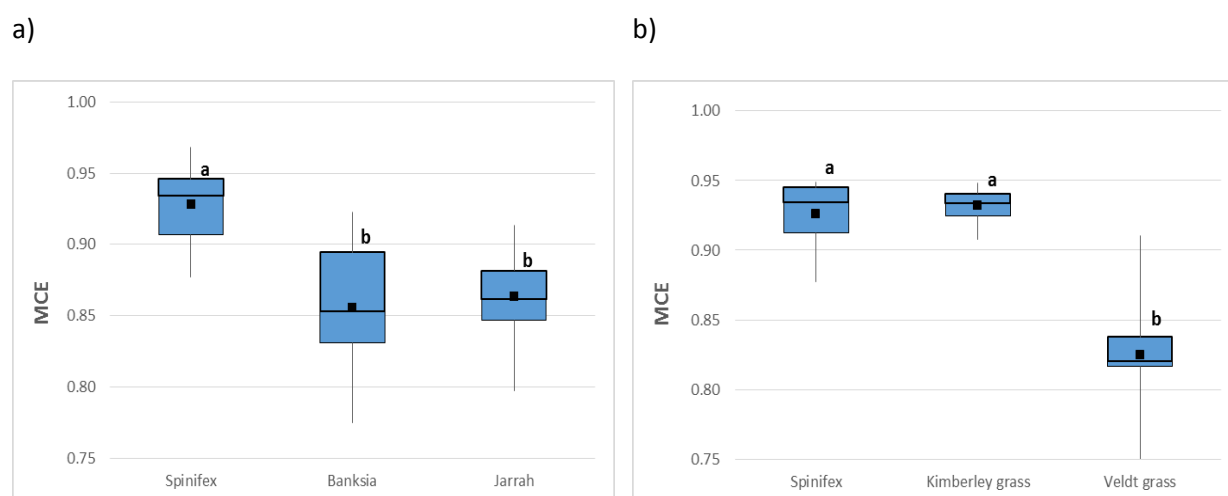 a)
1.00
0.95
0.90
0.85
0.80
0.75
MCE
a
b
b
Spinifex Banksia Jarrah
b)
1.00
0.95
0.90
0.85
0.80
0.75
MCE
a
a
b
Spinifex Kimberley grass Veldt grass